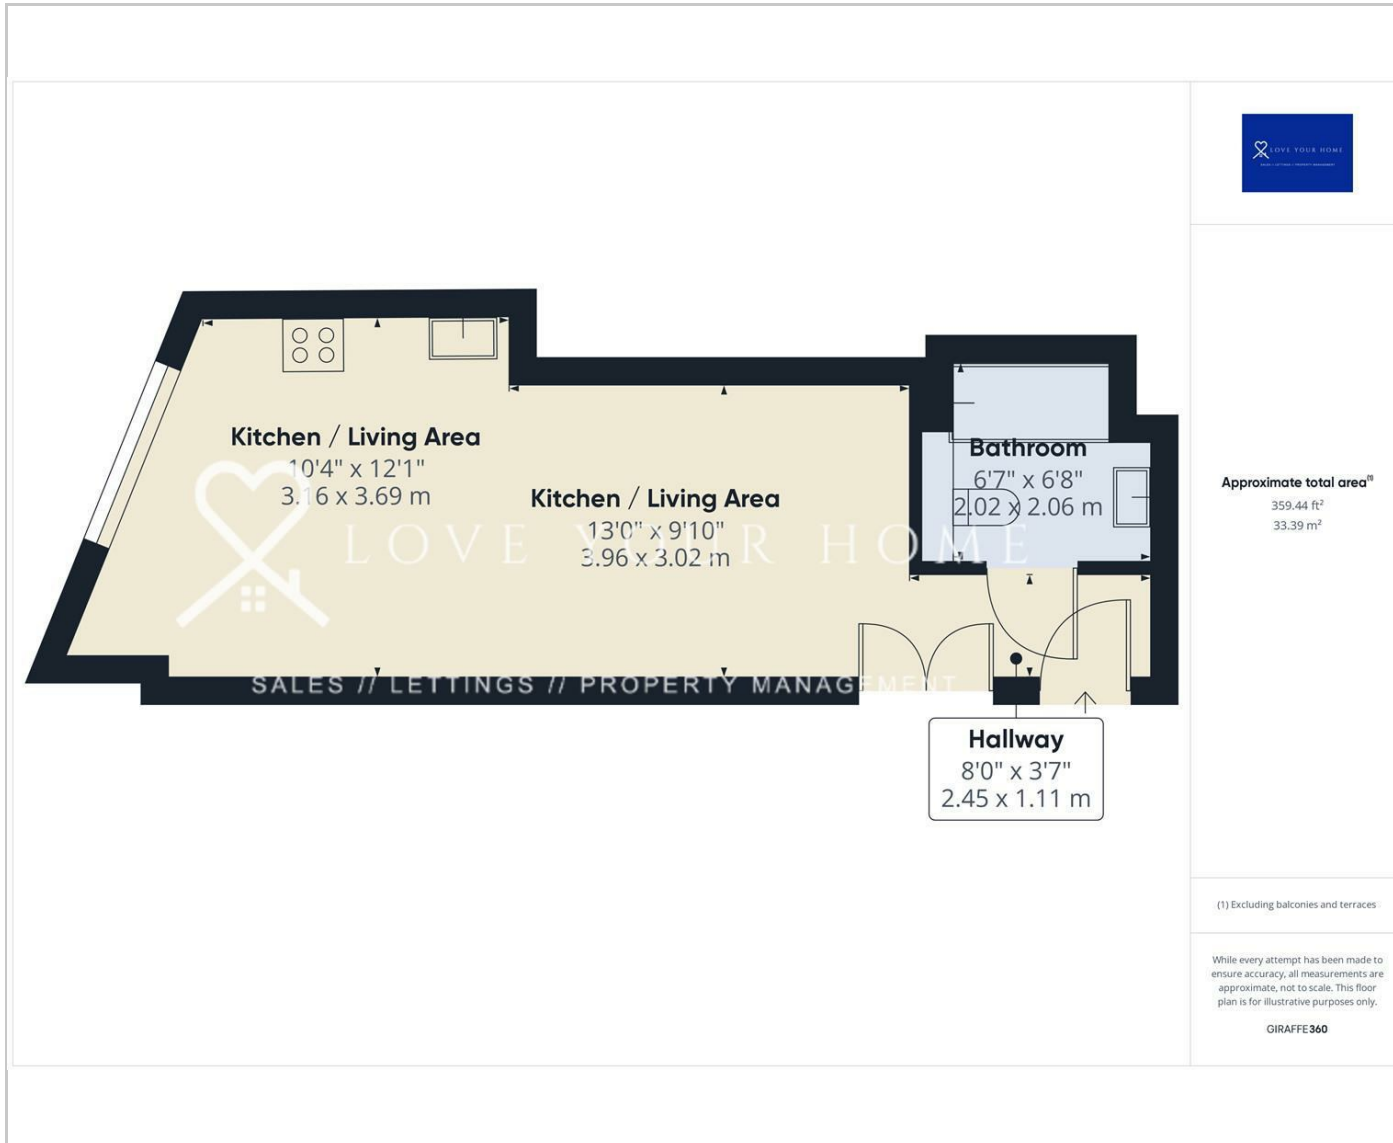 LOVE YOUR HOME
SALES // LETTINGS // PROPERTY MANAGEMENT
Kitchen / Living Area
10'4" x 12'1"
3.16 x 3.69 m
Kitchen / Living Area
13'0" x 9'10"
3.96 x 3.02 m
Bathroom
6'7" x 6'8"
2.02 x 2.06 m
LOVE YOUR HOME
SALES // LETTINGS // PROPERTY MANAGEMENT
Hallway
8'0" x 3'7"
2.45 x 1.11 m
Approximate total area(1)
359.44 ft²
33.39 m²
(1) Excluding balconies and terraces
While every attempt has been made to
ensure accuracy, all measurements are
approximate, not to scale. This floor
plan is for illustrative purposes only.
GIRAFFE360